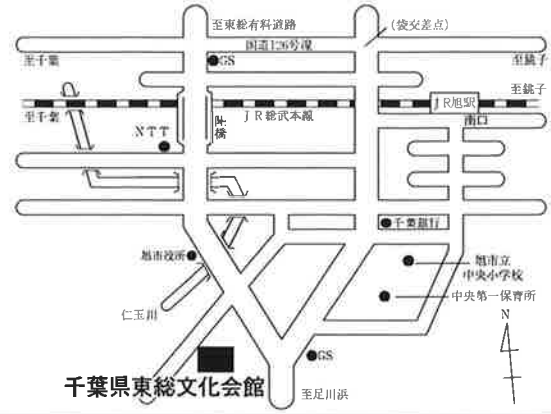 至東総有料道路
(袋交差点)
国道126号線
至千葉
GS
至銚子
至銚子
JR旭駅
至千葉
JR総武本線
陸橋
南口
NTT
千葉銀行
旭市役所
旭市立
中央小学校
中央第一保育所
仁玉川
N
GS
千葉県東総文化会館
至足川浜